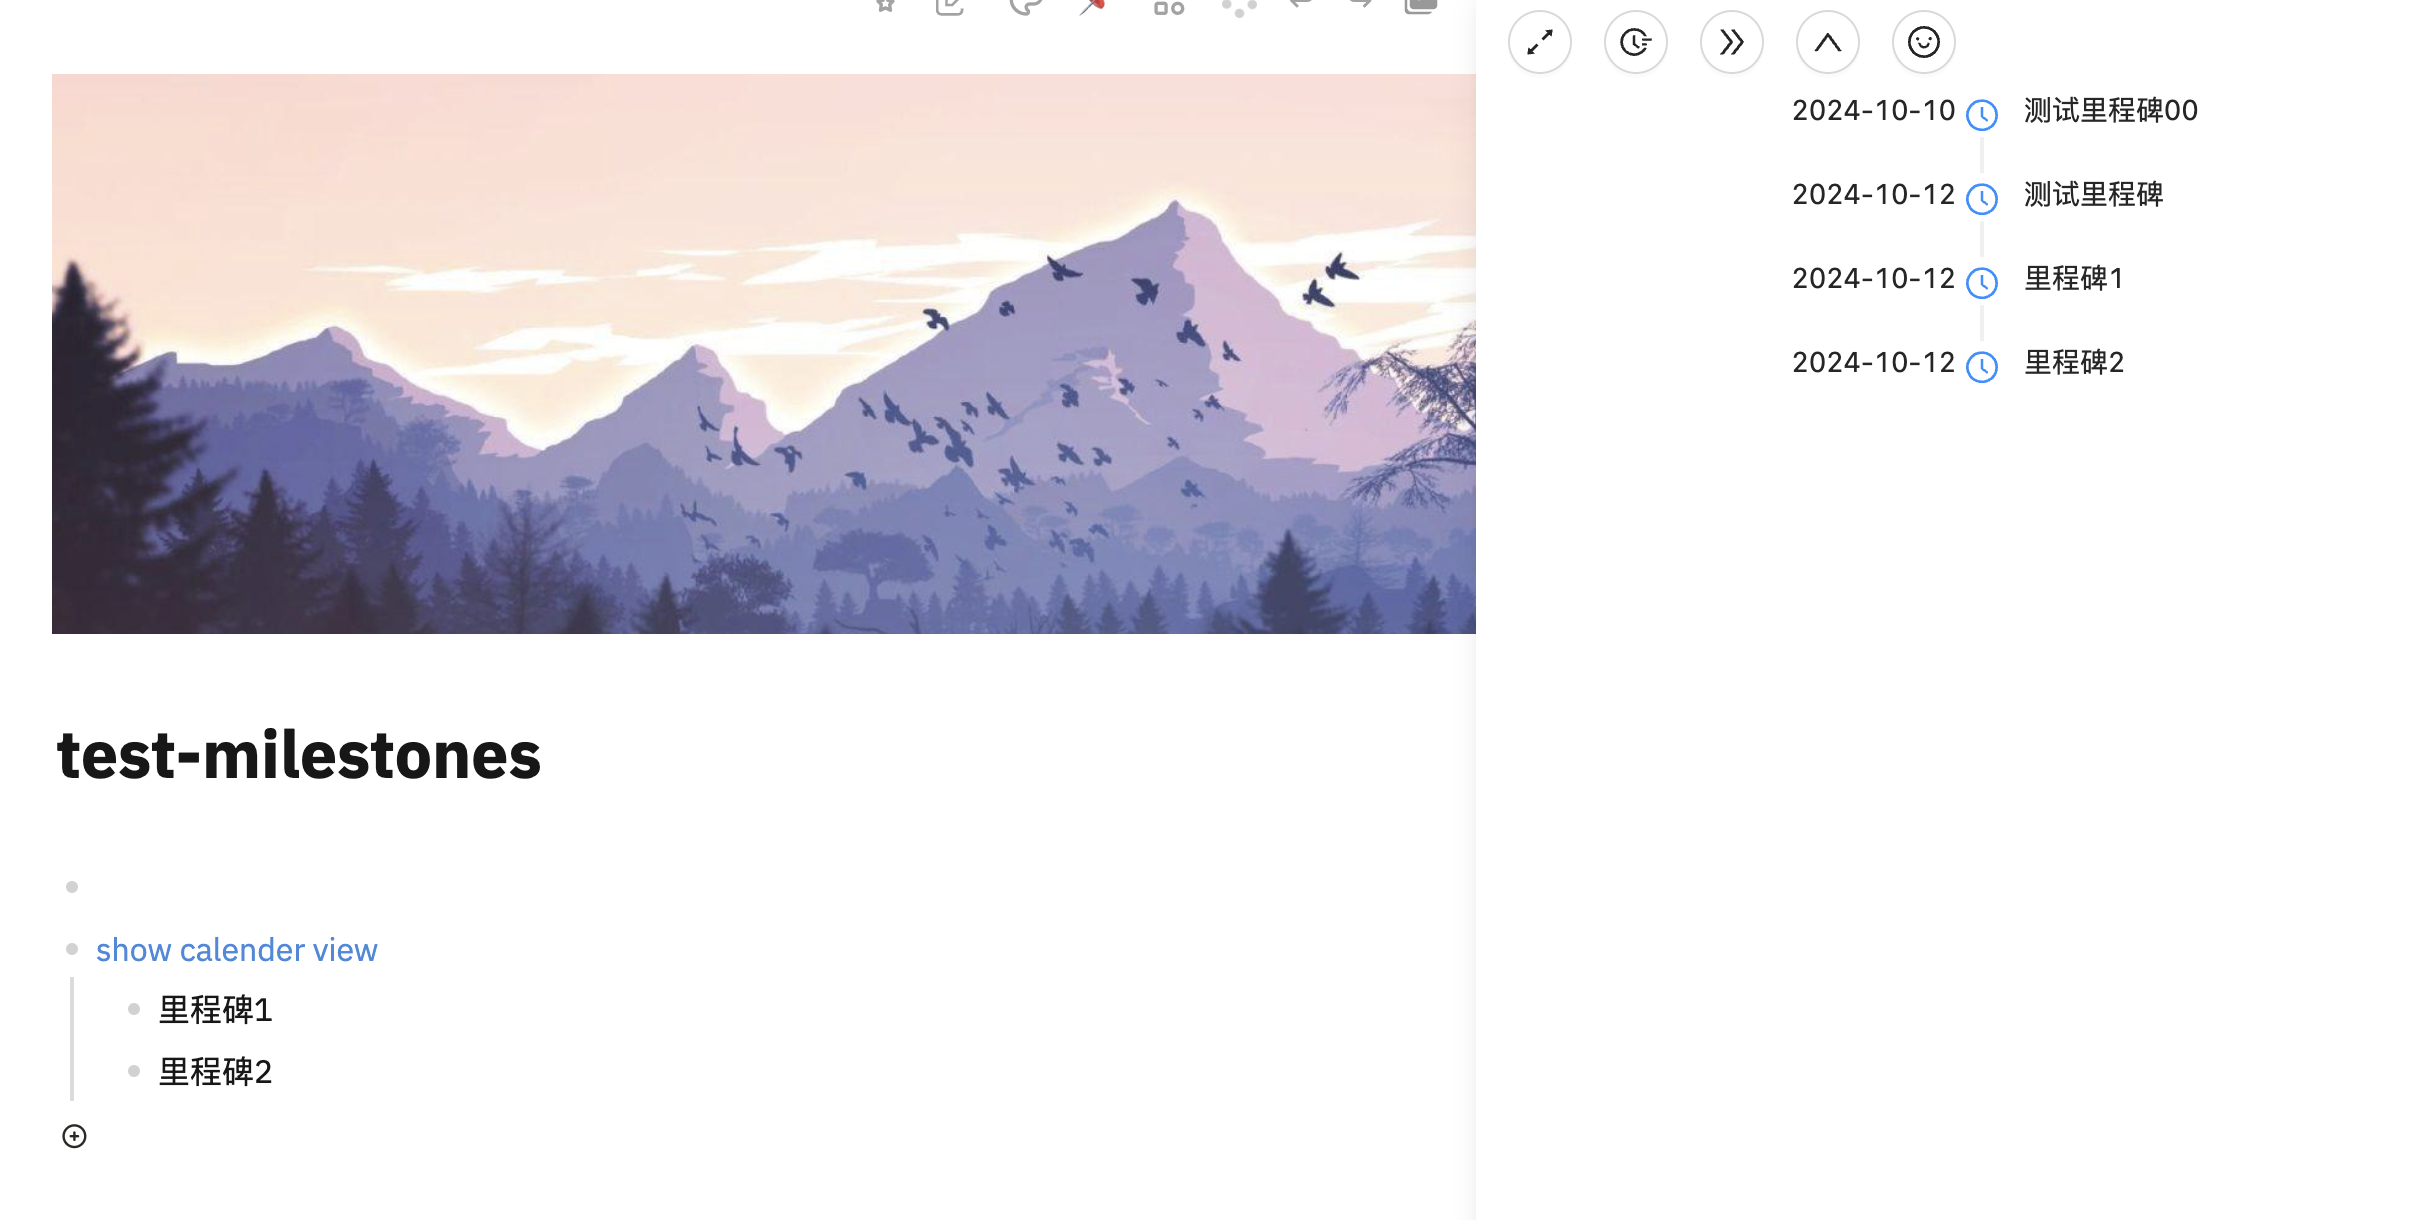 test-milestones
show calender view
里程碑1
里程碑2
2024-10-10 测试里程碑00
2024-10-12 测试里程碑
2024-10-12 里程碑1
2024-10-12 里程碑2